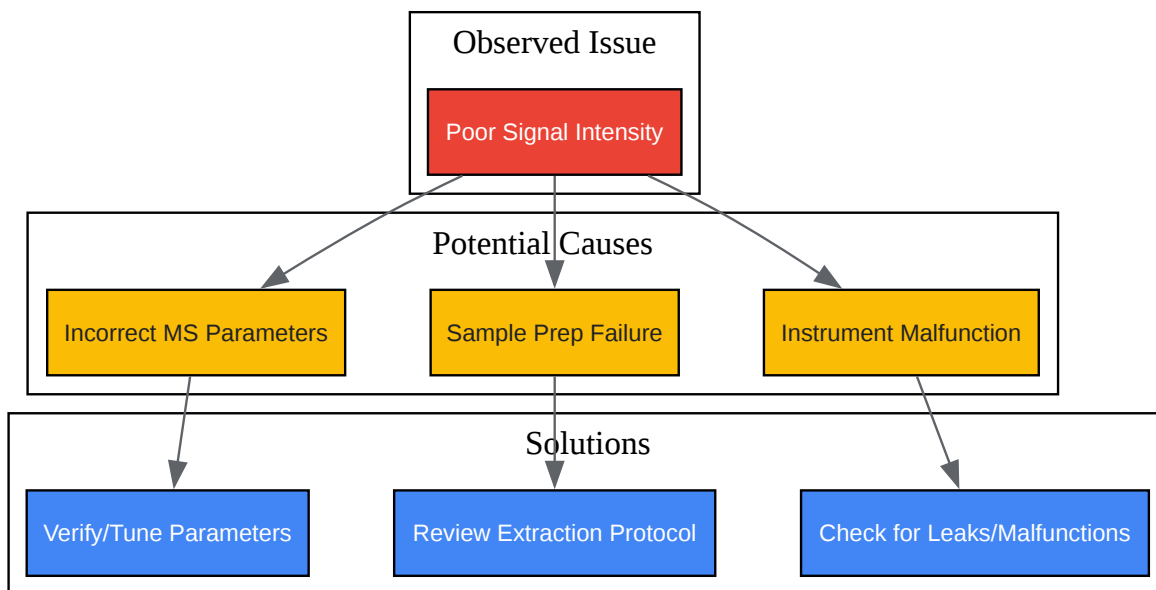 Observed Issue
Poor Signal Intensity
Potential Causes
Incorrect MS Parameters
Sample Prep Failure
Instrument Malfunction
Solutions
Verify/Tune Parameters
Review Extraction Protocol
Check for Leaks/Malfunctions